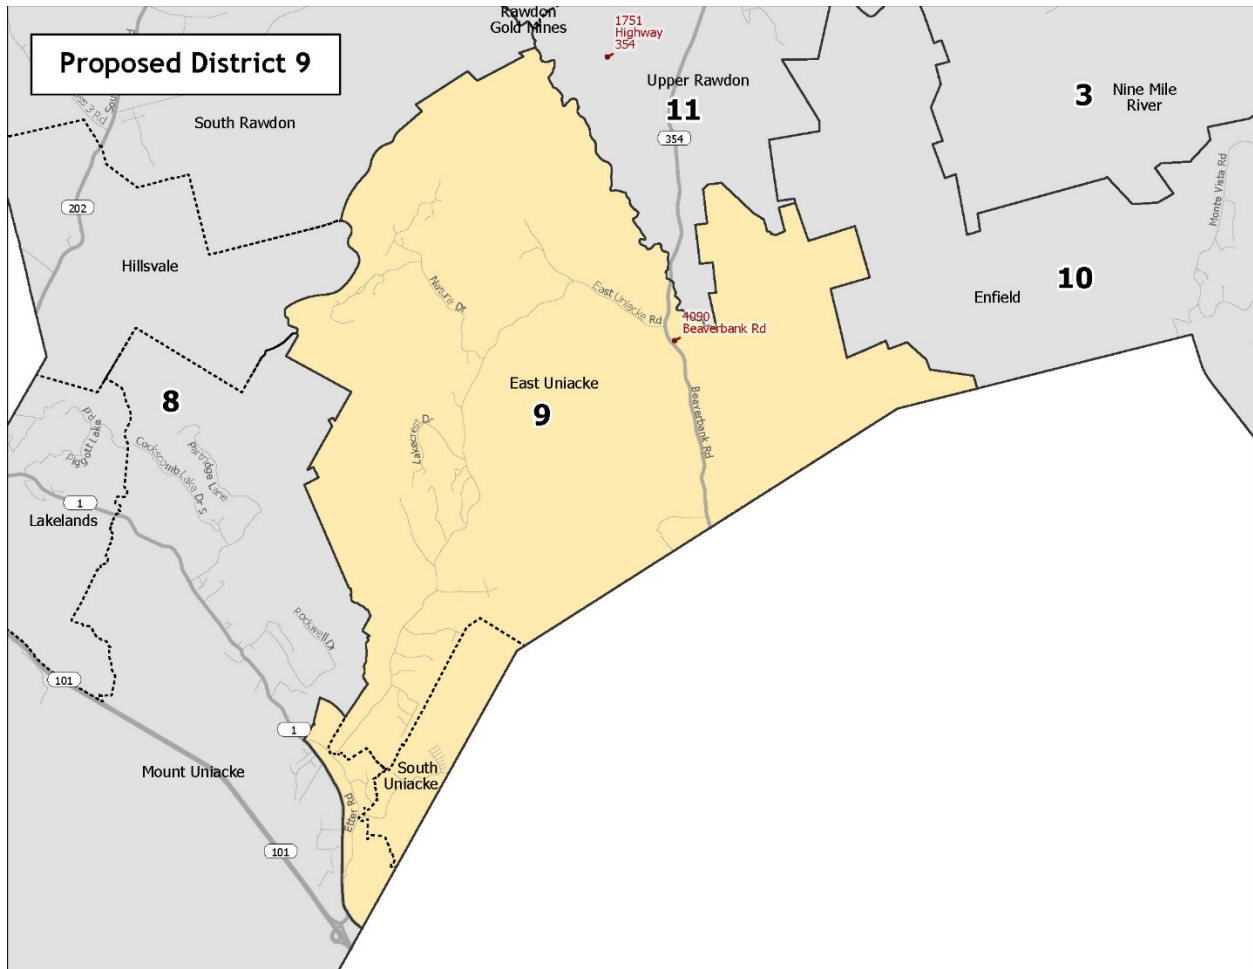 Rawdon
Gold Mines
1751
Highway
354
Proposed District 9
Upper Rawdon
11
3
Nine Mile
River
354
South Rawdon
Monte Vista Rd
202
Hillsvale
Nature Dr
East Uniacke Rd
Enfield
10
4090
Beaverbank Rd
East Uniacke
9
8
Beaverbank Rd
Lakecrest Dr
Piggott Lake Rd
Cockscomb Lake Dr S
Partridge Lane
1
Lakelands
Rockwell Dr
101
1
Mount Uniacke
South
Uniacke
Etter Rd
101